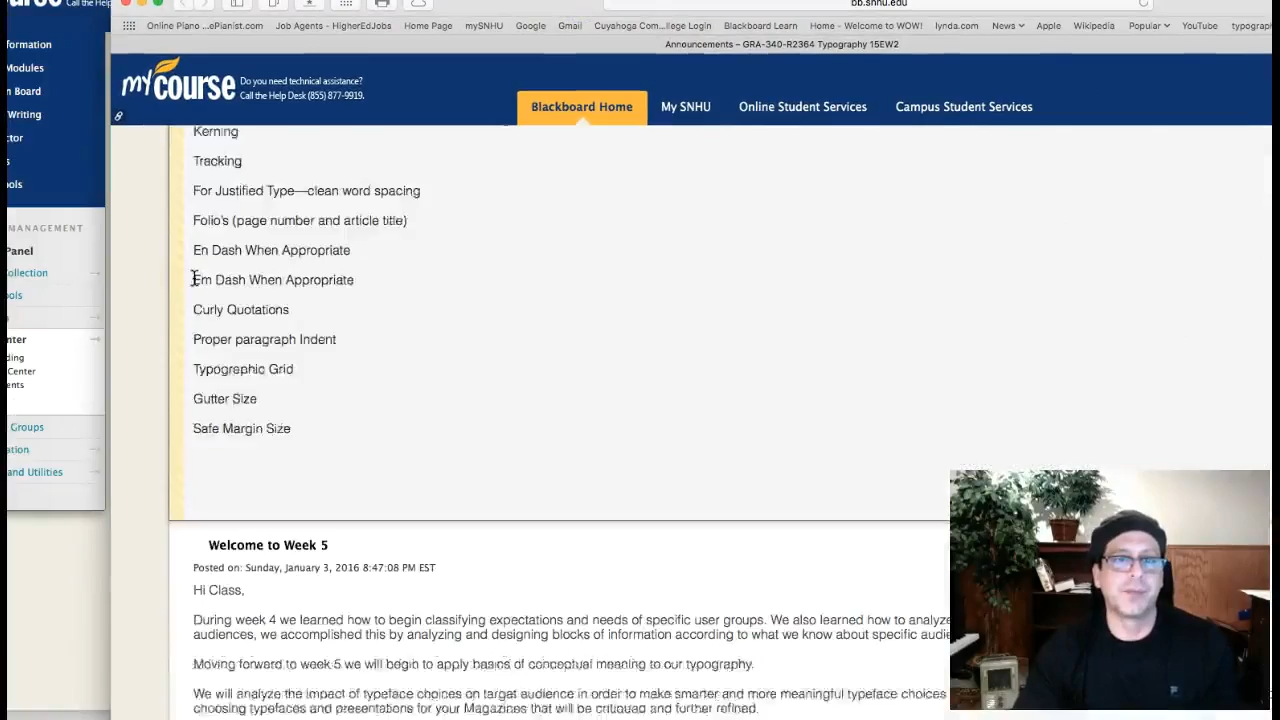 bb.snhu.edu
Online Piano ...ePianist.com Job Agents - HigherEdJobs Home Page mySNHU Google Gmail Cuyahoga Com...llege Login Blackboard Learn Home - Welcome to WOW! lynda.com News Apple Wikipedia Popular YouTube typograph
Announcements – GRA-340-R2364 Typography 15EW2
my course
Do you need technical assistance?
Call the Help Desk (855) 877-9919.
Blackboard Home My SNHU Online Student Services Campus Student Services
formation
Modules
n Board
Writing
ctor
s
ols
MANAGEMENT
Panel
Collection
ools
nter
ding
Center
ents
Groups
ation
and Utilities
Kerning
Tracking
For Justified Type—clean word spacing
Folio's (page number and article title)
En Dash When Appropriate
Em Dash When Appropriate
Curly Quotations
Proper paragraph Indent
Typographic Grid
Gutter Size
Safe Margin Size
Welcome to Week 5
Posted on: Sunday, January 3, 2016 8:47:08 PM EST
Hi Class,
During week 4 we learned how to begin classifying expectations and needs of specific user groups. We also learned how to analyze
audiences, we accomplished this by analyzing and designing blocks of information according to what we know about specific audie
Moving forward to week 5 we will begin to apply basics of conceptual meaning to our typography.
We will analyze the impact of typeface choices on target audience in order to make smarter and more meaningful typeface choices
choosing typefaces and presentations for your Magazines that will be critiqued and further refined.